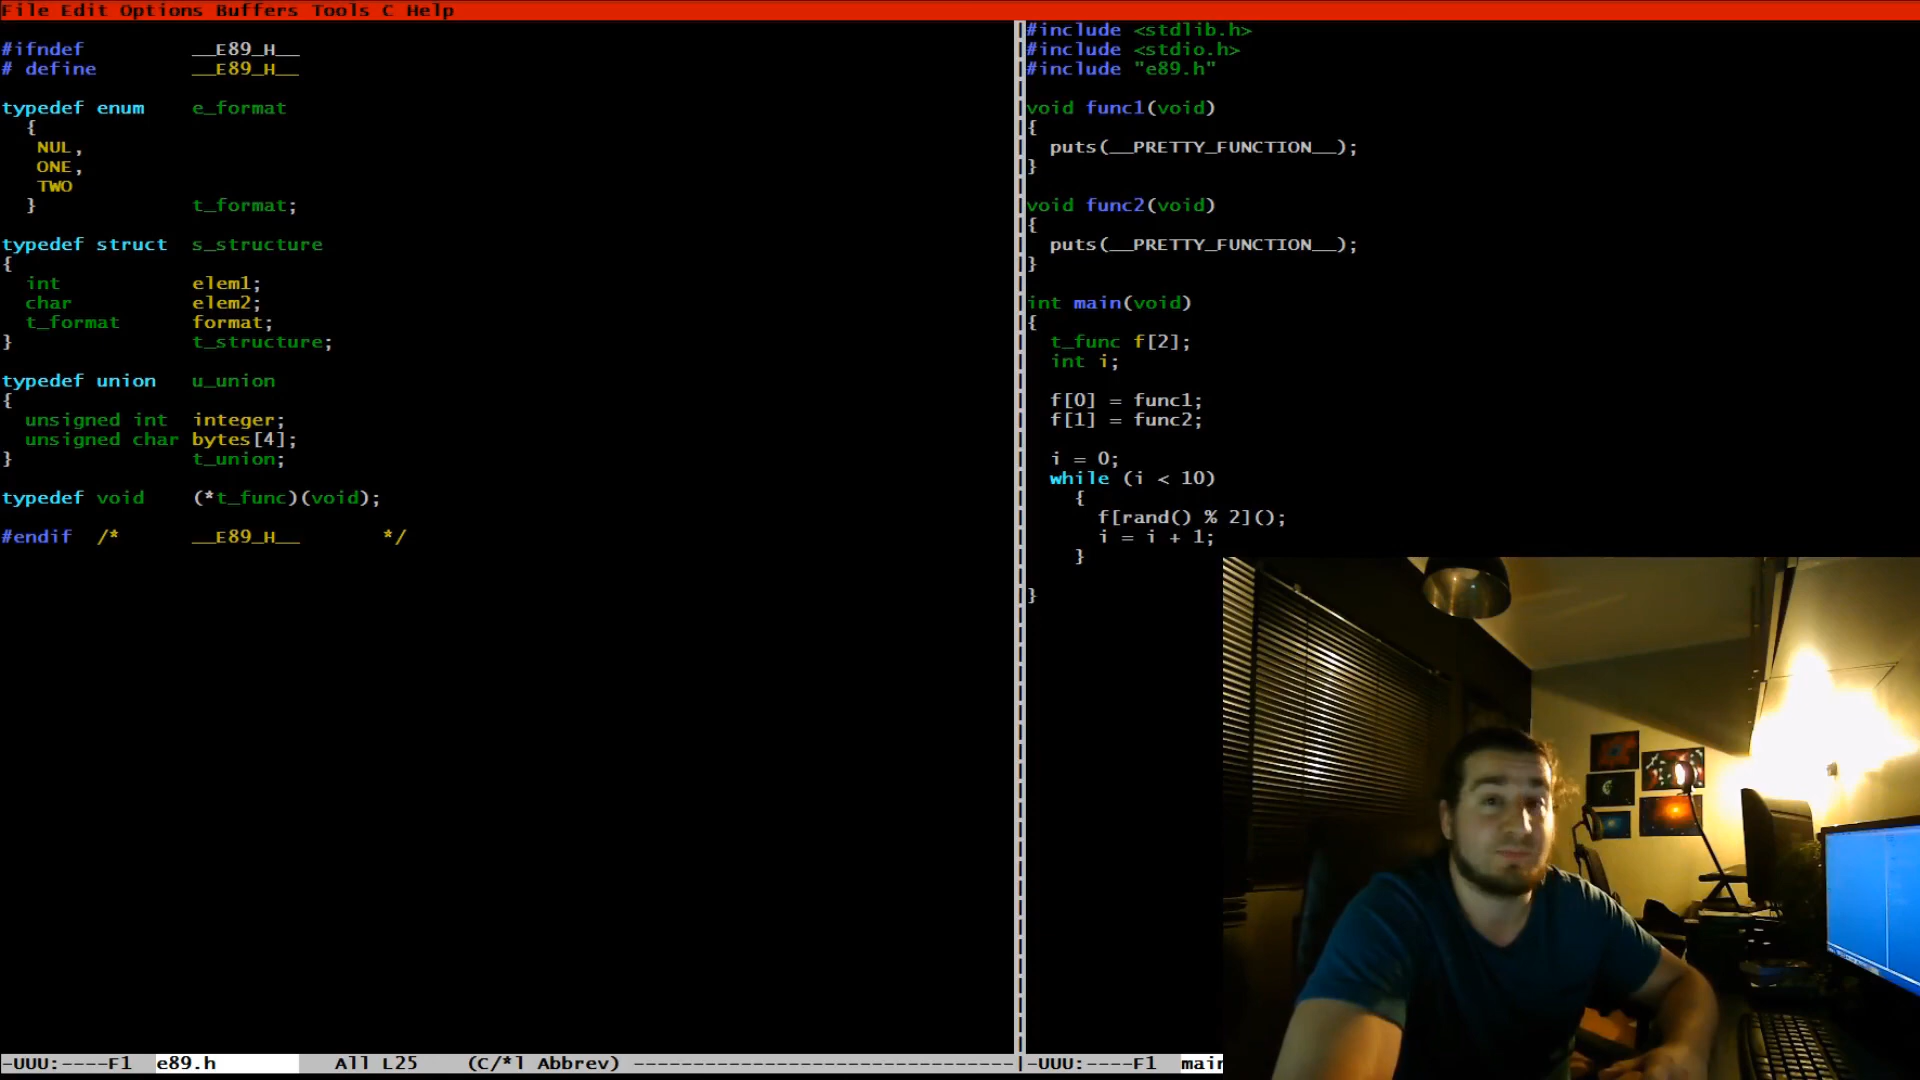 File Edit Options Buffers Tools C Help
#ifndef __E89_H__
# define __E89_H__
typedef enum e_format
{
NUL,
ONE,
TWO
} t_format;
typedef struct s_structure
{
int elem1;
char elem2;
t_format format;
} t_structure;
typedef union u_union
{
unsigned int integer;
unsigned char bytes[4];
} t_union;
typedef void (*t_func)(void);
#endif /* __E89_H__ */
-UUU:----F1 e89.h All L25 (C/*l Abbrev) --------------------------------
#include <stdlib.h>
#include <stdio.h>
#include "e89.h"
void func1(void)
{
puts(__PRETTY_FUNCTION__);
}
void func2(void)
{
puts(__PRETTY_FUNCTION__);
}
int main(void)
{
t_func f[2];
int i;
f[0] = func1;
f[1] = func2;
i = 0;
while (i < 10)
{
f[rand() % 2]();
i = i + 1;
}
}
-UUU:----F1 main